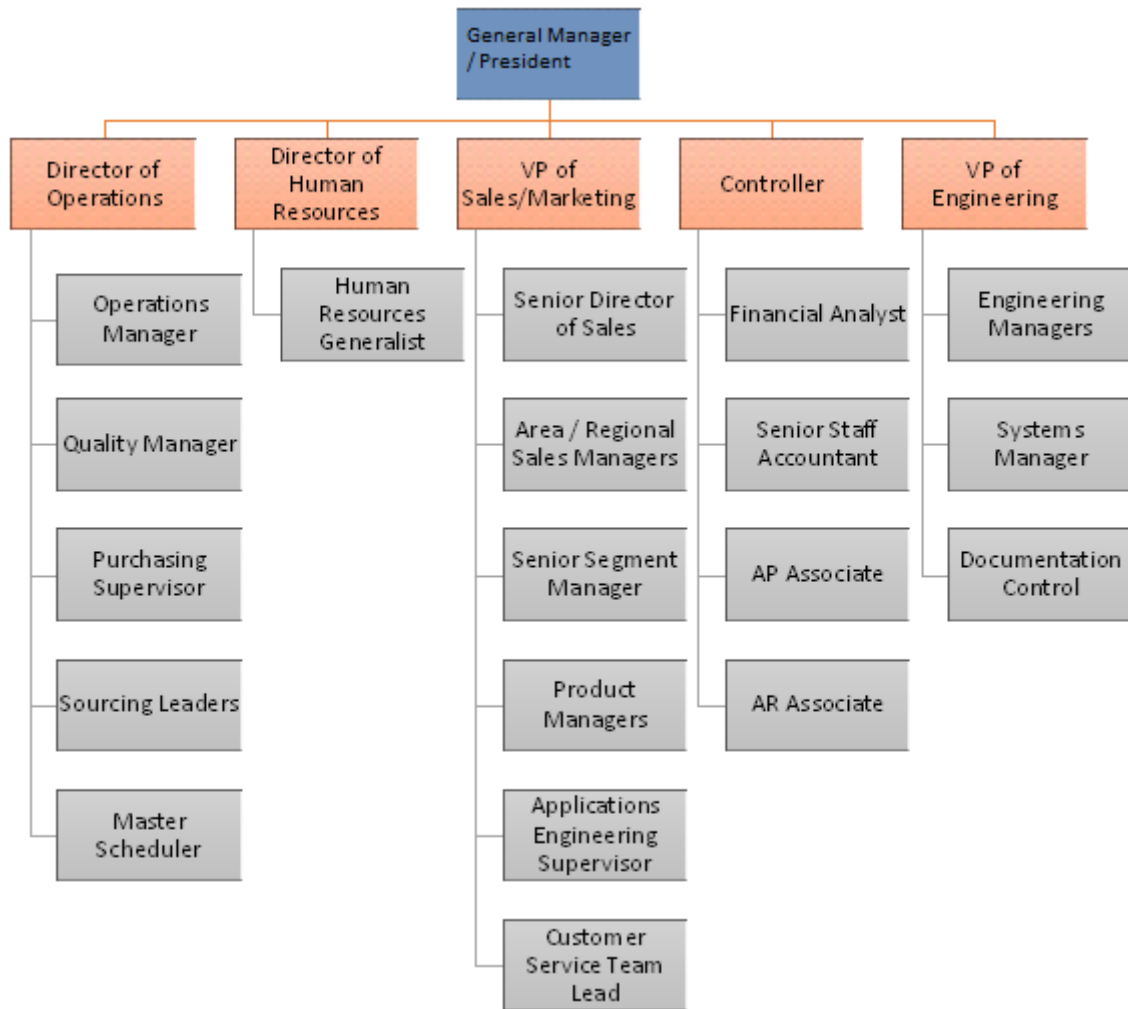 General Manager
/ President
Director of
Operations
Director of
Human
Resources
VP of
Sales/Marketing
Controller
VP of
Engineering
Operations
Manager
Quality Manager
Purchasing
Supervisor
Sourcing Leaders
Master
Scheduler
Human
Resources
Generalist
Senior Director
of Sales
Area / Regional
Sales Managers
Senior Segment
Manager
Product
Managers
Applications
Engineering
Supervisor
Customer
Service Team
Lead
Financial Analyst
Senior Staff
Accountant
AP Associate
AR Associate
Engineering
Managers
Systems
Manager
Documentation
Control